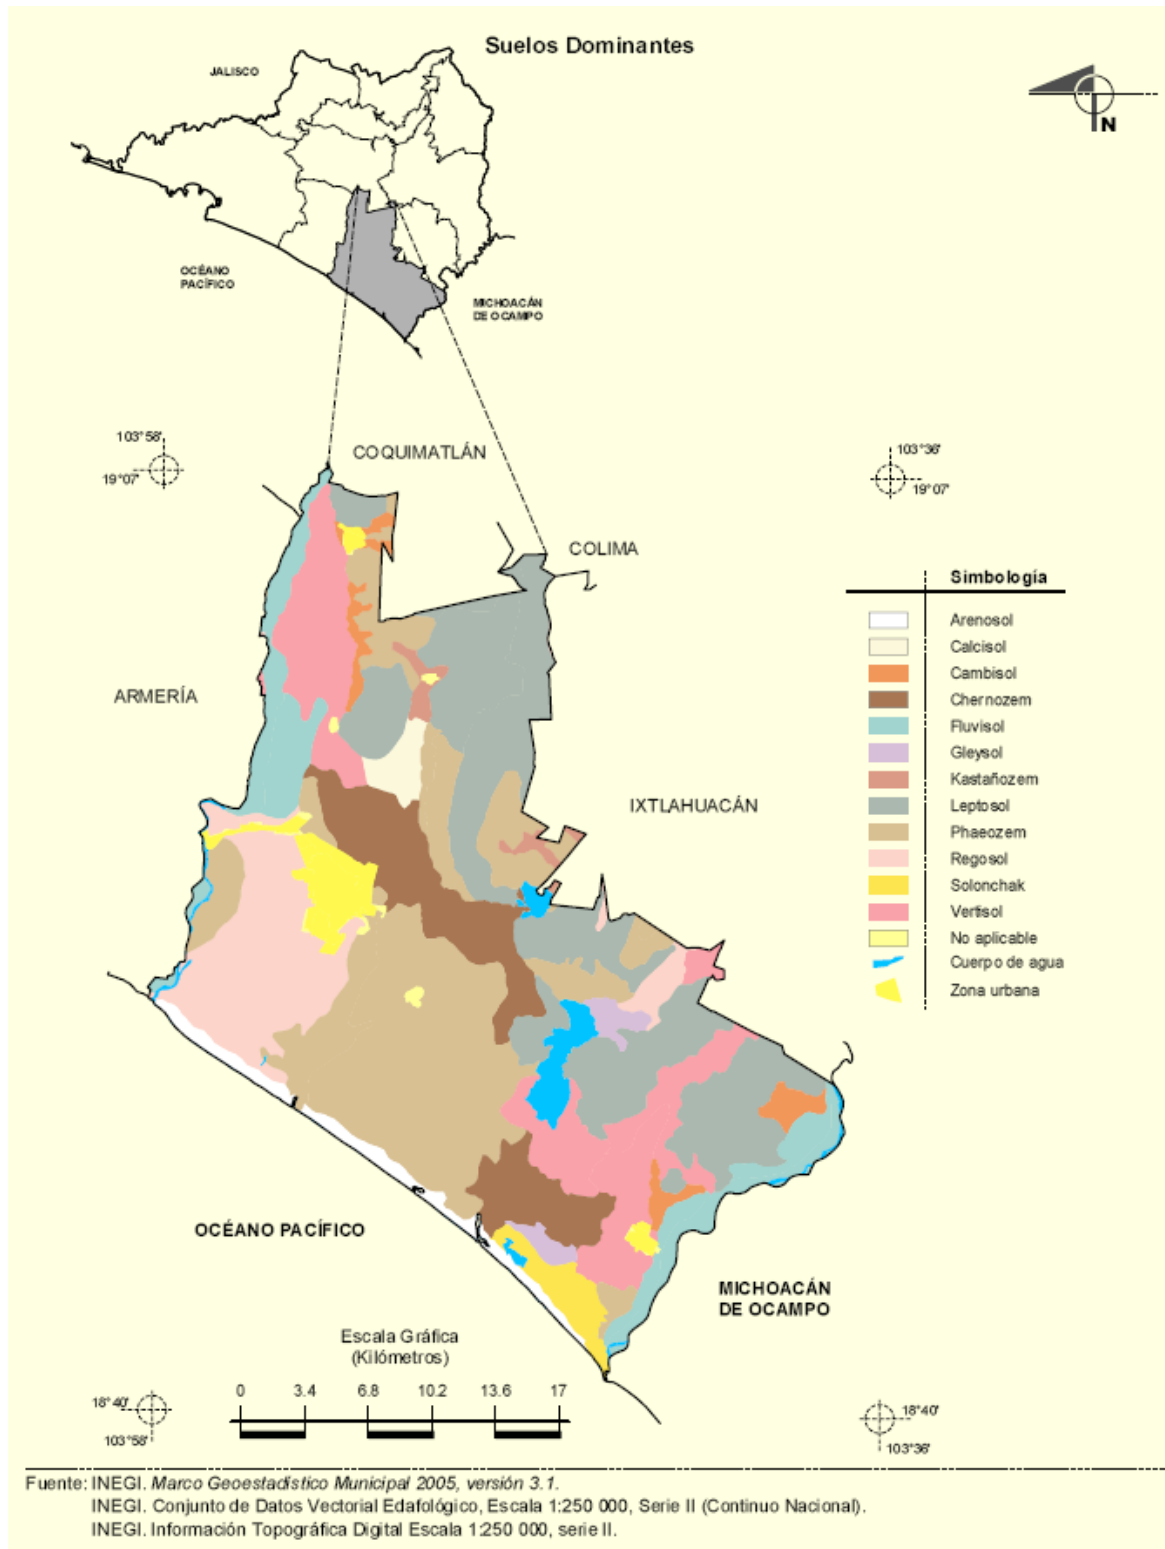 Suelos Dominantes
JALISCO
N
OCÉANO
PACÍFICO
MICHOACÁN
DE OCAMPO
103°58'
19°07'
COQUIMATLÁN
103°36'
19°07'
COLIMA
Simbología
Arenosol
Calcisol
Cambisol
Chernozem
Fluvisol
Gleysol
Kastañozem
Leptosol
Phaeozem
Regosol
Solonchak
Vertisol
No aplicable
Cuerpo de agua
Zona urbana
ARMERÍA
IXTLAHUACÁN
OCÉANO PACÍFICO
MICHOACÁN
DE OCAMPO
Escala Gráfica
(Kilómetros)
0 3.4 6.8 10.2 13.6 17
18°40'
103°58'
18°40'
103°36'
Fuente: INEGI. Marco Geoestadístico Municipal 2005, versión 3.1.
INEGI. Conjunto de Datos Vectorial Edafológico, Escala 1:250 000, Serie II (Continuo Nacional).
INEGI. Información Topográfica Digital Escala 1:250 000, serie II.